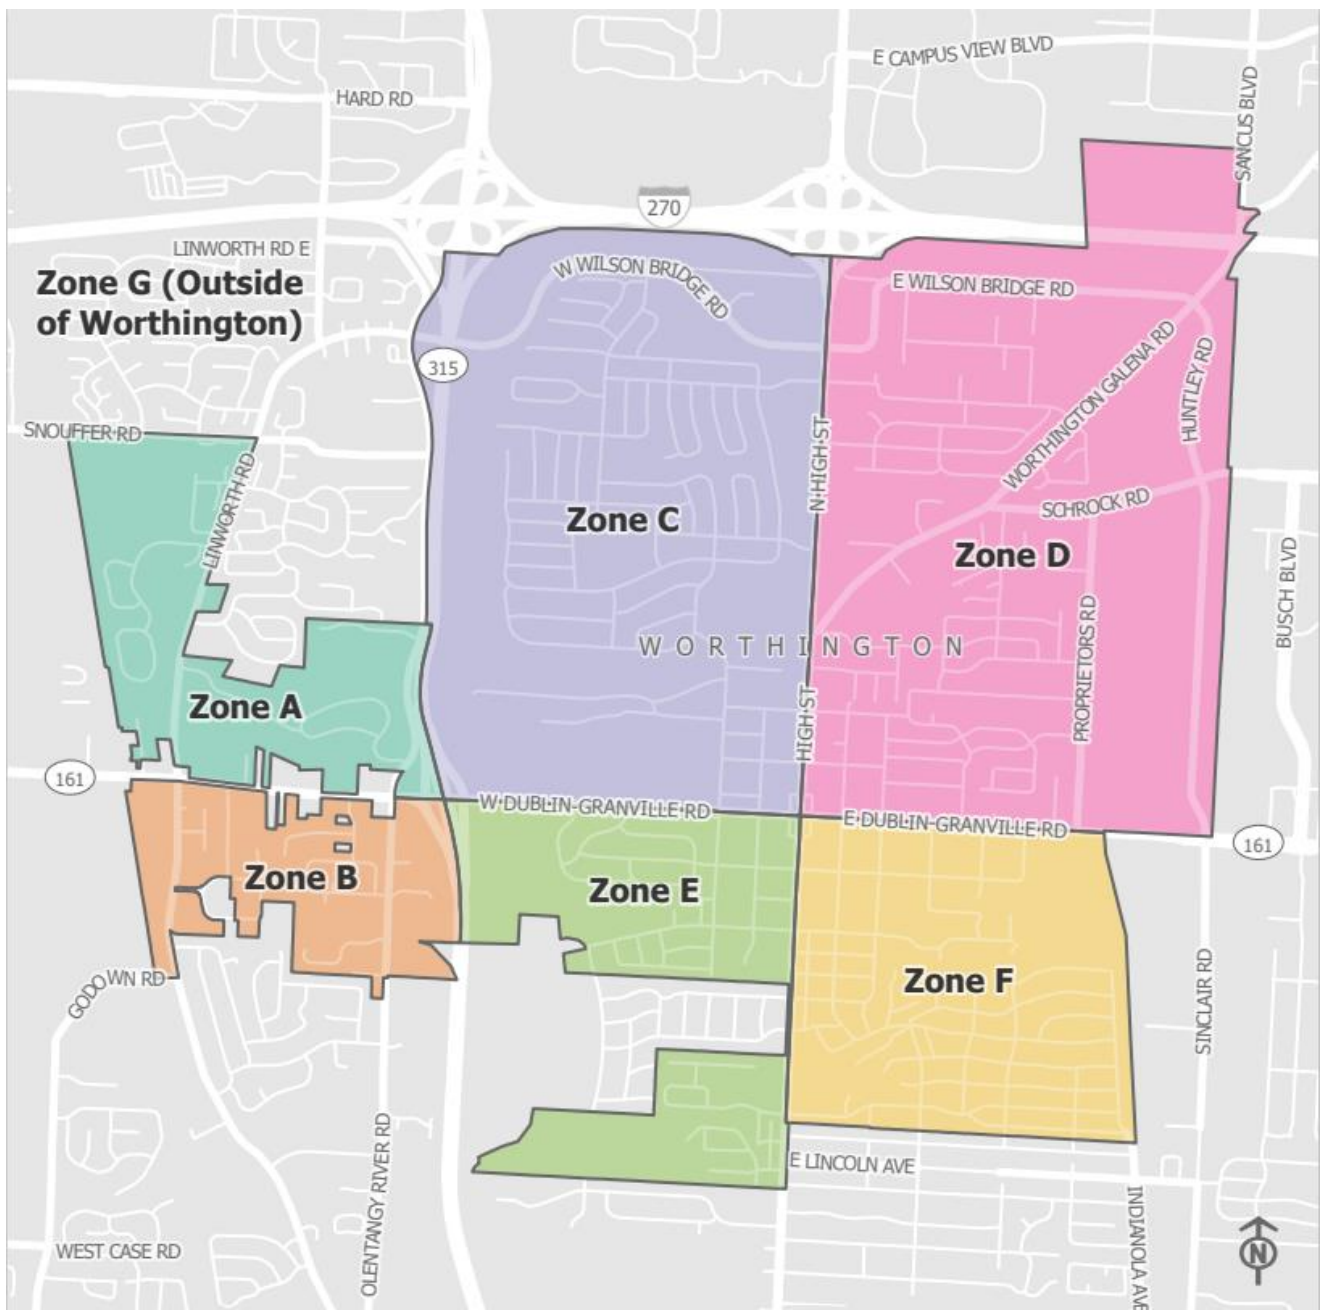 E CAMPUS VIEW BLVD
HARD RD
SANCUS BLVD
270
LINWORTH RD E
Zone G (Outside
of Worthington)
W WILSON BRIDGE RD
E WILSON BRIDGE RD
315
WORTHINGTON GALENA RD
HUNTLEY RD
SNOUFFER RD
LINWORTH RD
N HIGH ST
SCHROCK RD
Zone C
Zone D
BUSCH BLVD
PROPRIETORS RD
WORTHINGTON
Zone A
HIGH ST
161
W DUBLIN-GRANVILLE RD
E DUBLIN-GRANVILLE RD
161
Zone B
Zone E
Zone F
GODOWN RD
SINCLAIR RD
OLENTANGY RIVER RD
E LINCOLN AVE
INDIANOLA AVE
WEST CASE RD
N